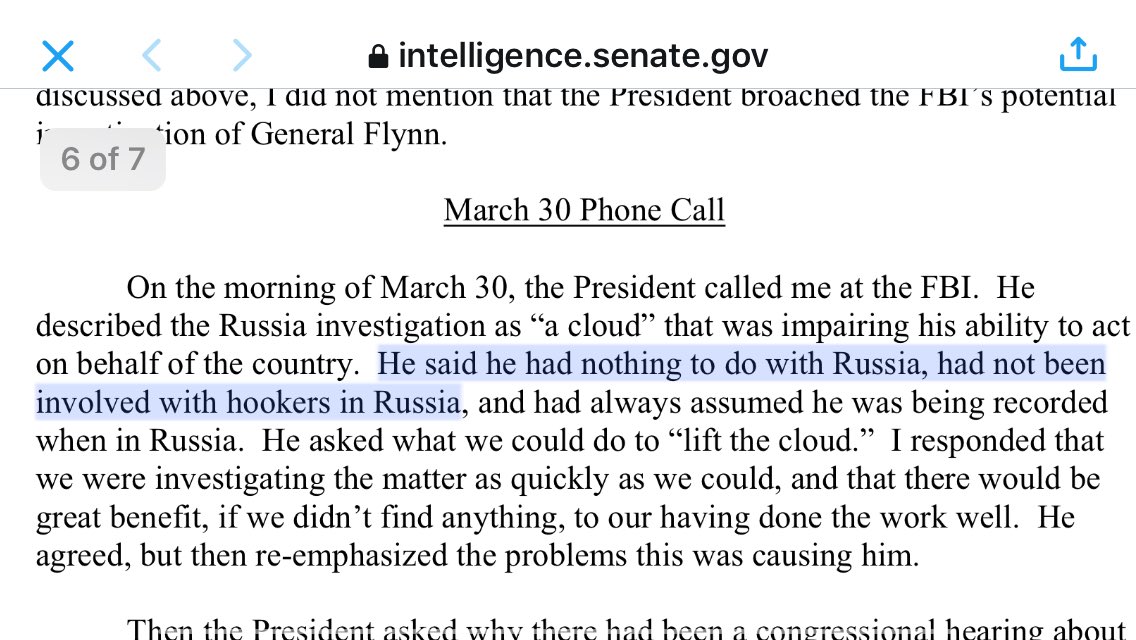 intelligence.senate.gov
discussed above, I did not mention that the President broached the FBI's potential
tion of General Flynn.
6 of 7
March 30 Phone Call
On the morning of March 30, the President called me at the FBI.  He
described the Russia investigation as “a cloud” that was impairing his ability to act
on behalf of the country.  He said he had nothing to do with Russia, had not been
involved with hookers in Russia, and had always assumed he was being recorded
when in Russia.  He asked what we could do to “lift the cloud.”  I responded that
we were investigating the matter as quickly as we could, and that there would be
great benefit, if we didn’t find anything, to our having done the work well.  He
agreed, but then re-emphasized the problems this was causing him.
Then the President asked why there had been a congressional hearing about